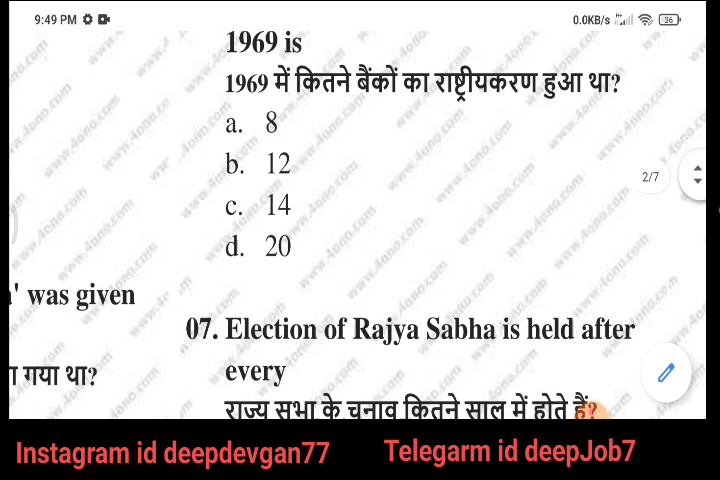 9:49 PM
0.0KB/s
36
1969 is
1969 में कितने बैंकों का राष्ट्रीयकरण हुआ था?
a. 8
b. 12
c. 14
d. 20
2/7
' was given
गया था?
07. Election of Rajya Sabha is held after
every
राज्य सभा के चुनाव कितने साल में होते हैं?
Instagram id deepdevgan77
Telegarm id deepJob7